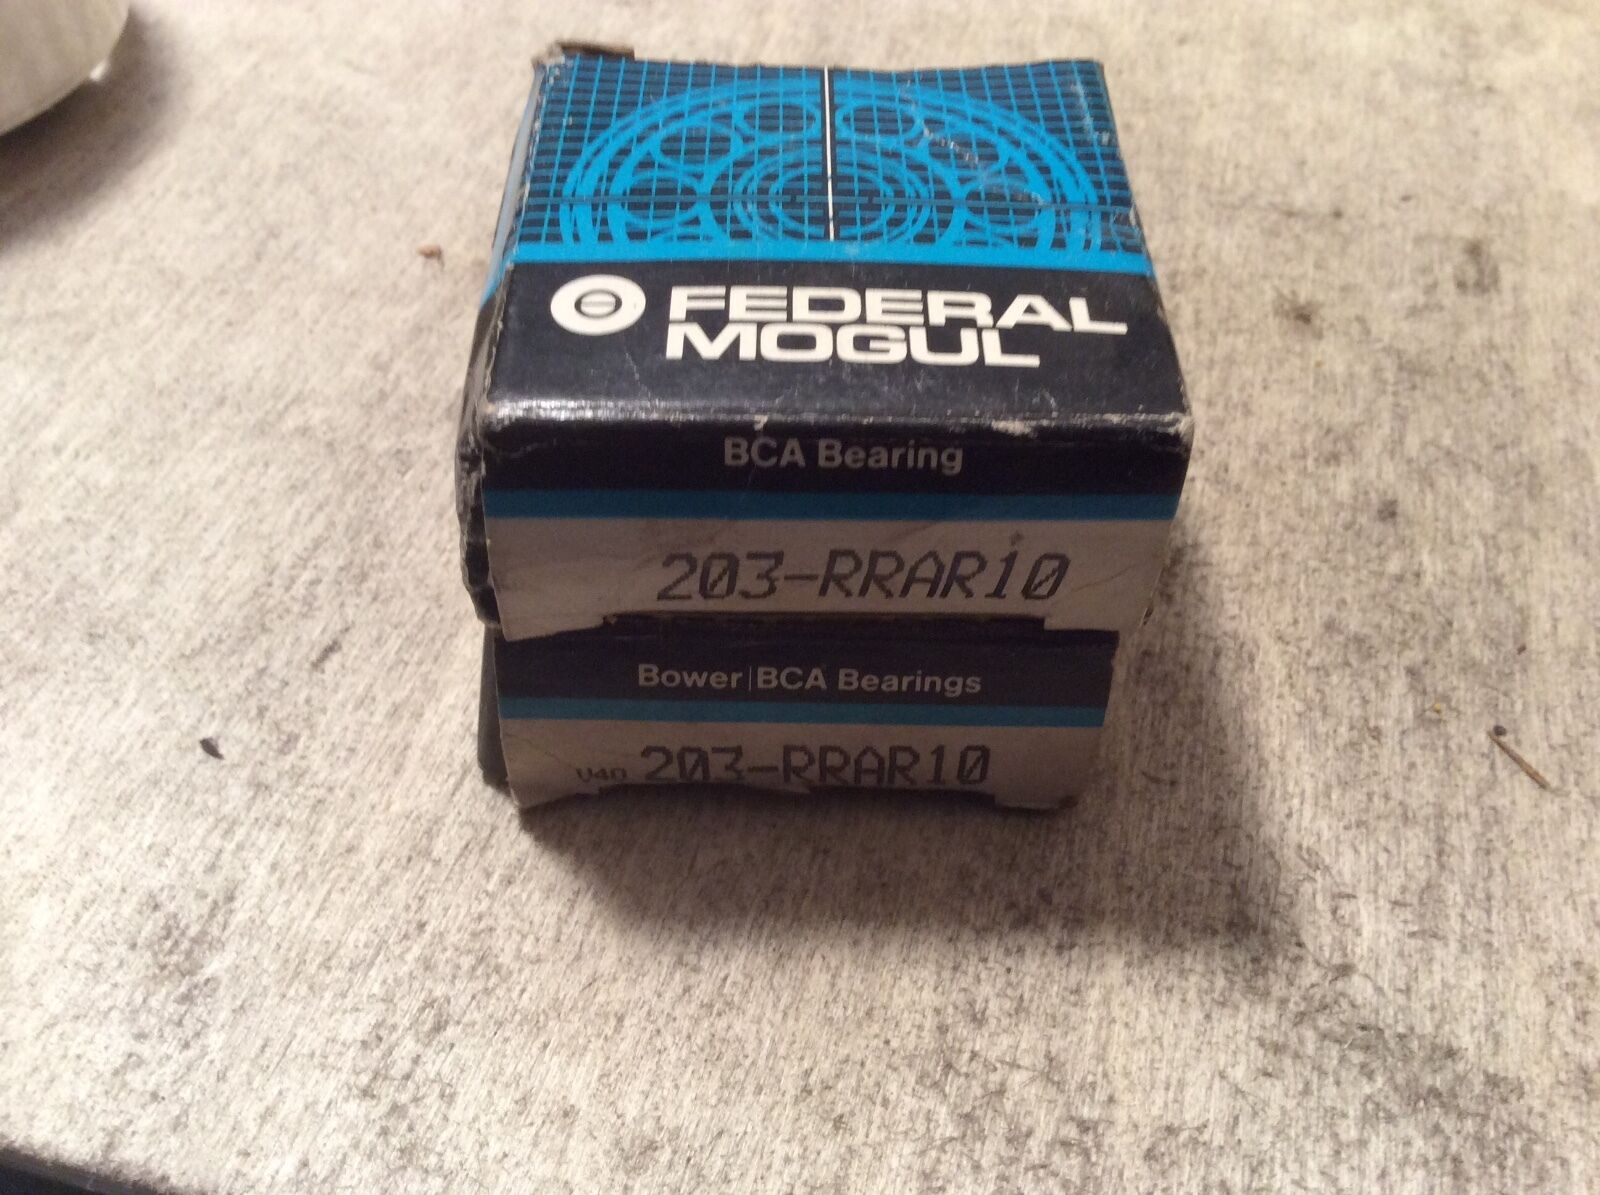 FEDERAL
MOGUL
BCA Bearing
203-RRAR10
Bower|BCA Bearings
V40 203-RRAR10